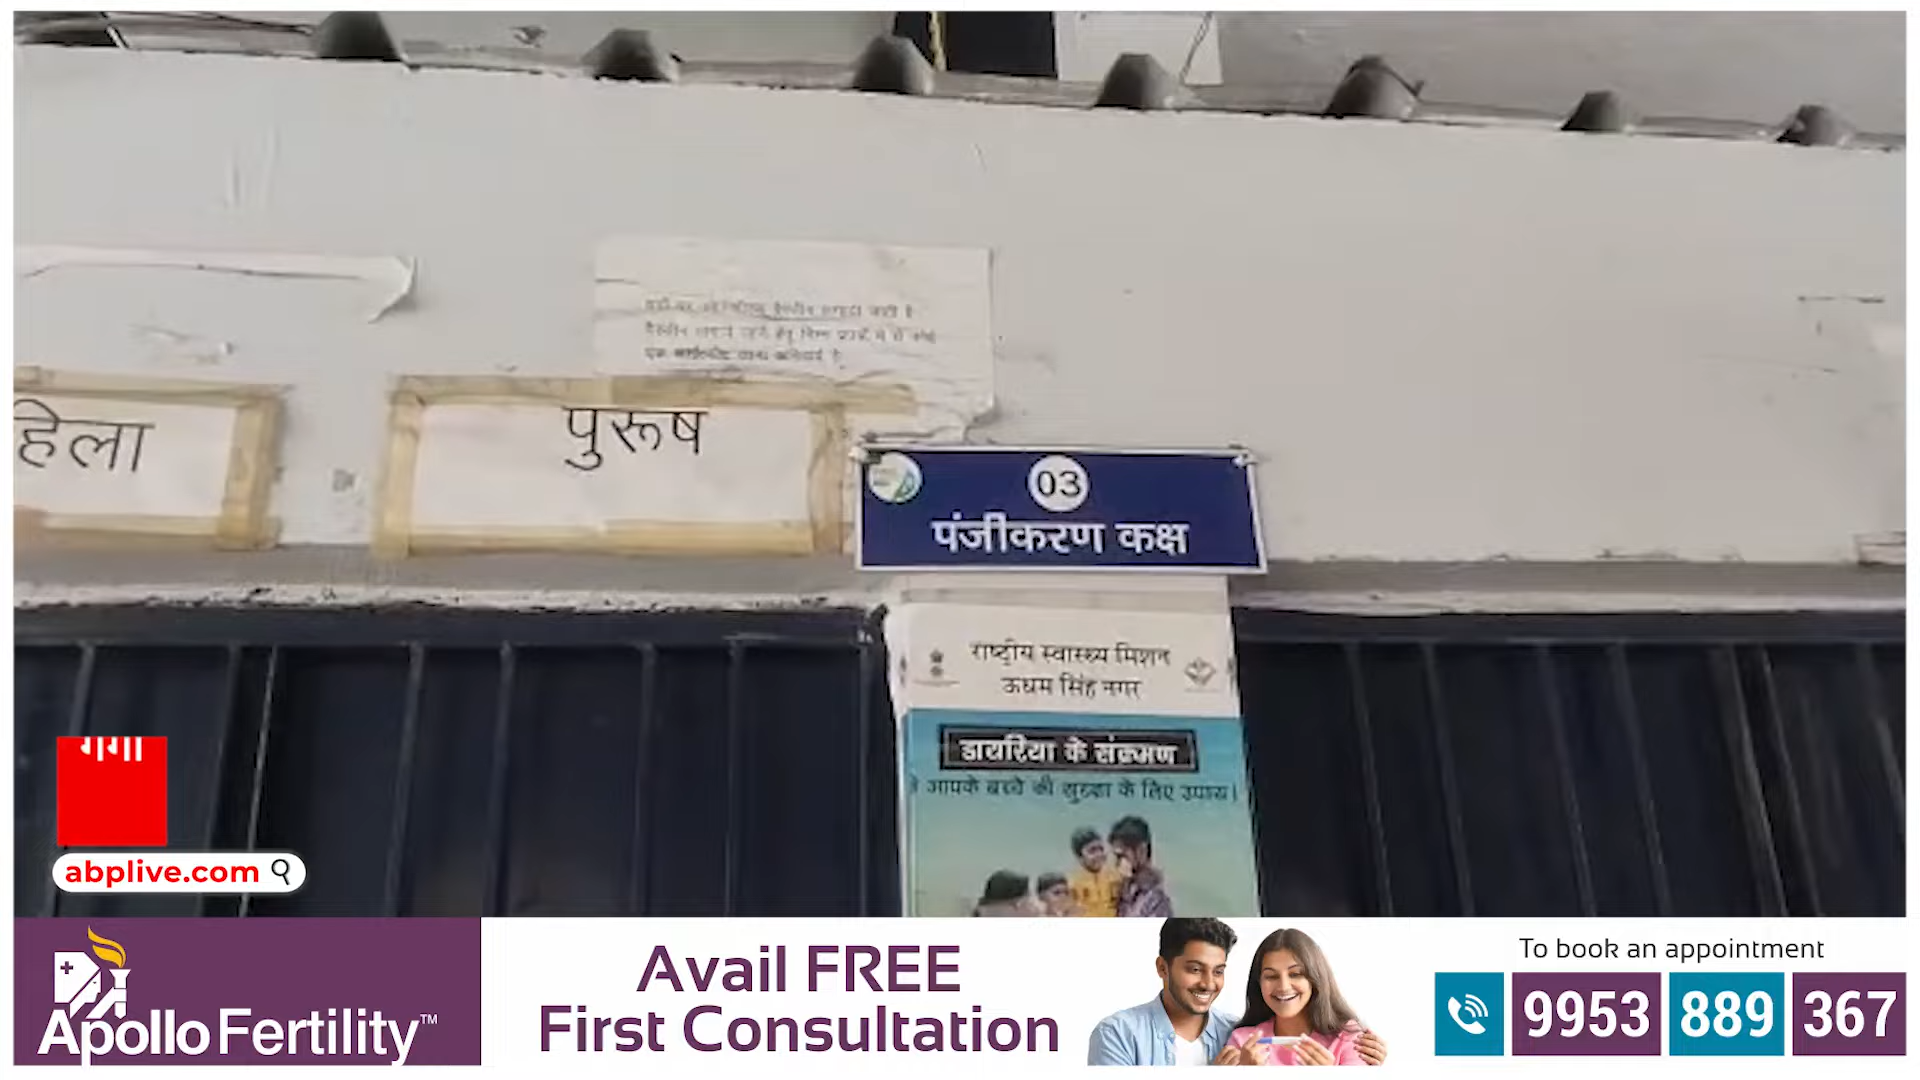 हिला
पुरूष
03
पंजीकरण कक्ष
राष्ट्रीय स्वास्थ्य मिशन
ऊधम सिंह नगर
डायरिया के संक्रमण
आपके बच्चे की सुरक्षा के लिए उपाय।
गंगा
abplive.com
Apollo Fertility™
Avail FREE
First Consultation
To book an appointment
9953 889 367